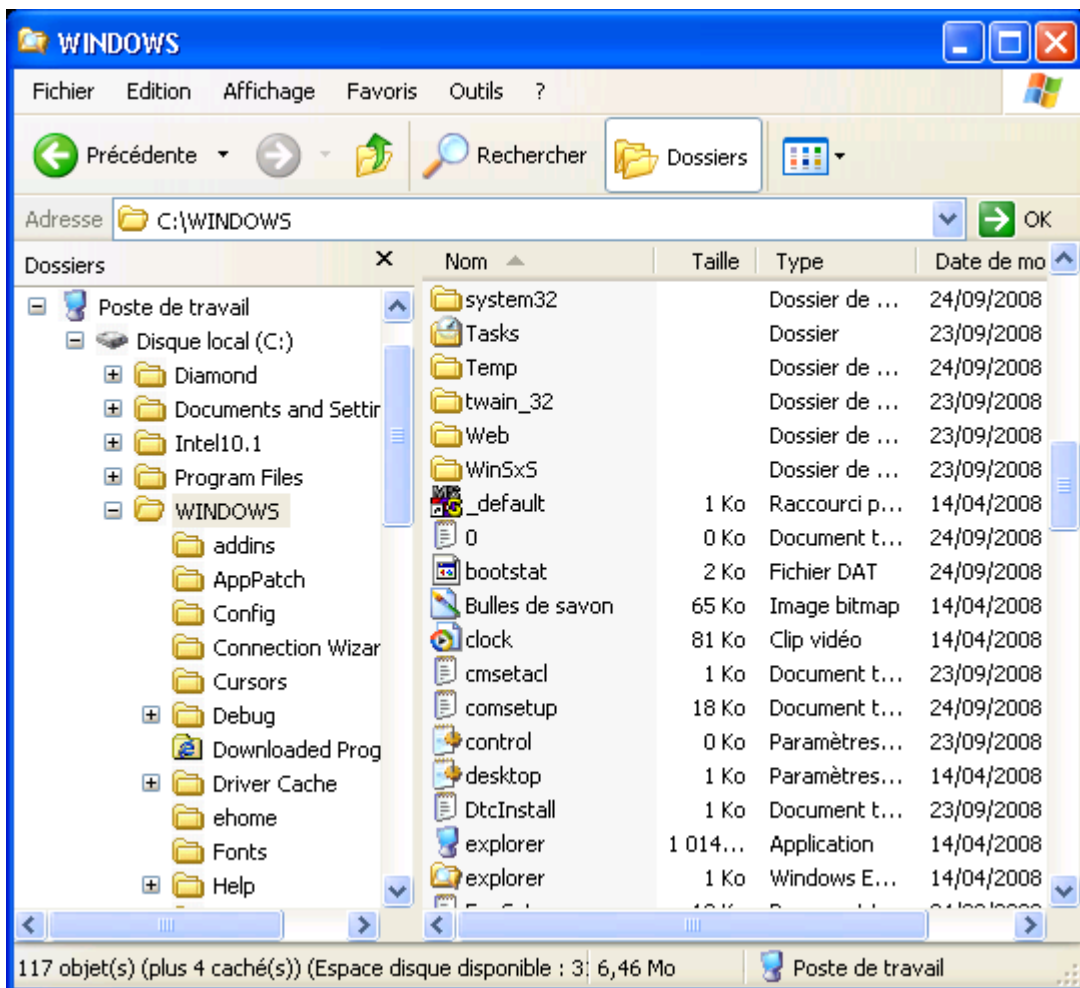 WINDOWS
Fichier Edition Affichage Favoris Outils ?
Précédente Rechercher Dossiers
Adresse C:\WINDOWS OK
Dossiers
Poste de travail
Disque local (C:)
Diamond
Documents and Settir
Intel10.1
Program Files
WINDOWS
addins
AppPatch
Config
Connection Wizar
Cursors
Debug
Downloaded Prog
Driver Cache
ehome
Fonts
Help
Nom Taille Type Date de mo
system32 Dossier de ... 24/09/2008
Tasks Dossier 23/09/2008
Temp Dossier de ... 24/09/2008
twain_32 Dossier de ... 23/09/2008
Web Dossier de ... 23/09/2008
WinSxS Dossier de ... 23/09/2008
_default 1 Ko Raccourci p... 14/04/2008
0 0 Ko Document t... 24/09/2008
bootstat 2 Ko Fichier DAT 24/09/2008
Bulles de savon 65 Ko Image bitmap 14/04/2008
clock 81 Ko Clip vidéo 14/04/2008
cmsetacl 1 Ko Document t... 23/09/2008
comsetup 18 Ko Document t... 24/09/2008
control 0 Ko Paramètres... 23/09/2008
desktop 1 Ko Paramètres... 14/04/2008
DtcInstall 1 Ko Document t... 23/09/2008
explorer 1 014... Application 14/04/2008
explorer 1 Ko Windows E... 14/04/2008
117 objet(s) (plus 4 caché(s)) (Espace disque disponible : 3 6,46 Mo Poste de travail